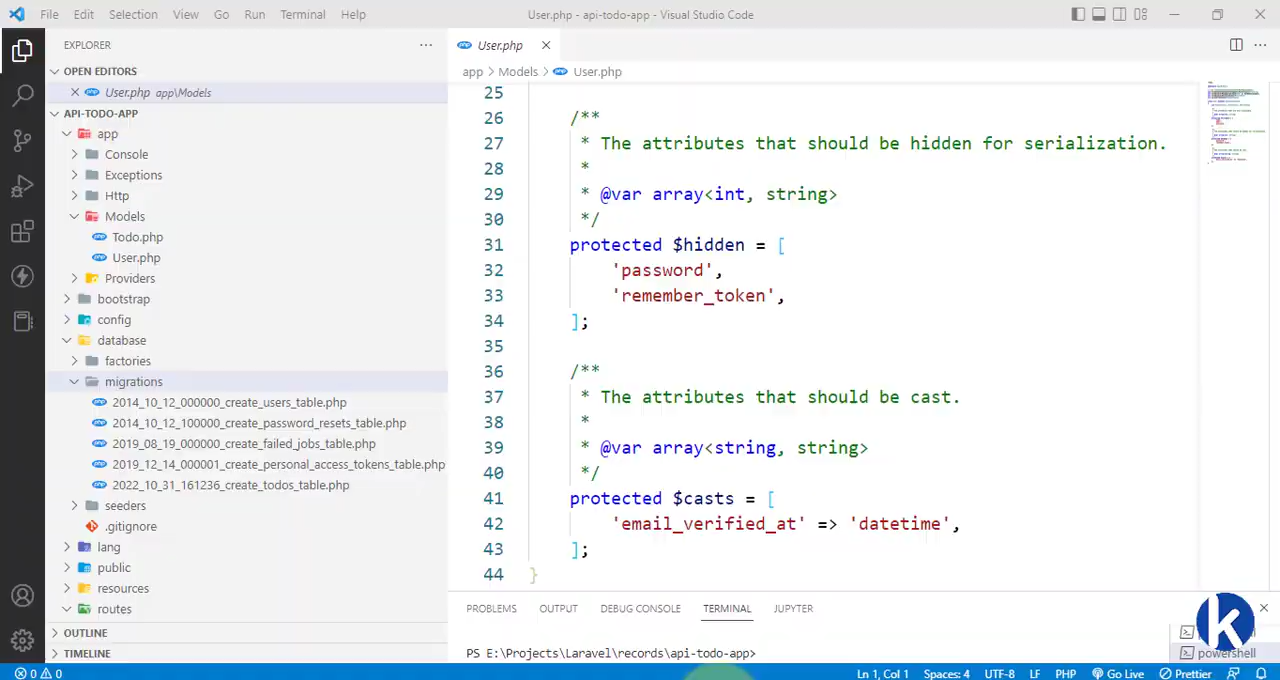 File Edit Selection View Go Run Terminal Help
User.php - api-todo-app - Visual Studio Code
EXPLORER
OPEN EDITORS
User.php app\Models
API-TODO-APP
app
Console
Exceptions
Http
Models
Todo.php
User.php
Providers
bootstrap
config
database
factories
migrations
2014_10_12_000000_create_users_table.php
2014_10_12_100000_create_password_resets_table.php
2019_08_19_000000_create_failed_jobs_table.php
2019_12_14_000001_create_personal_access_tokens_table.php
2022_10_31_161236_create_todos_table.php
seeders
.gitignore
lang
public
resources
routes
OUTLINE
TIMELINE
User.php
app > Models > User.php
25
26 /**
27 * The attributes that should be hidden for serialization.
28 *
29 * @var array<int, string>
30 */
31 protected $hidden = [
32 'password',
33 'remember_token',
34 ];
35
36 /**
37 * The attributes that should be cast.
38 *
39 * @var array<string, string>
40 */
41 protected $casts = [
42 'email_verified_at' => 'datetime',
43 ];
44 }
PROBLEMS OUTPUT DEBUG CONSOLE TERMINAL JUPYTER
PS E:\Projects\Laravel\records\api-todo-app>
k
powershell
0 0
Ln 1, Col 1 Spaces: 4 UTF-8 LF PHP Go Live Prettier